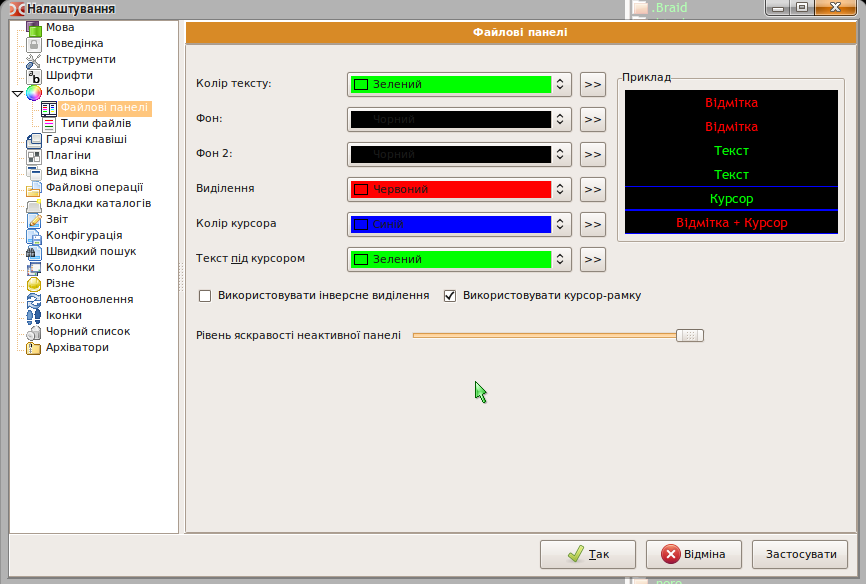 .Braid
Налаштування
Мова
Поведінка
Інструменти
Шрифти
Кольори
Файлові панелі
Типи файлів
Гарячі клавіші
Плагіни
Вид вікна
Файлові операції
Вкладки каталогів
Звіт
Конфігурація
Швидкий пошук
Колонки
Різне
Автооновлення
Іконки
Чорний список
Архіватори
Файлові панелі
Колір тексту:
Зелений
>>
Фон:
Чорний
>>
Фон 2:
Чорний
>>
Виділення
Червоний
>>
Колір курсора
Синій
>>
Текст під курсором
Зелений
>>
Приклад
Відмітка
Відмітка
Текст
Текст
Курсор
Відмітка + Курсор
Використовувати інверсне виділення
Використовувати курсор-рамку
Рівень яскравості неактивної панелі
Так
Відміна
Застосувати